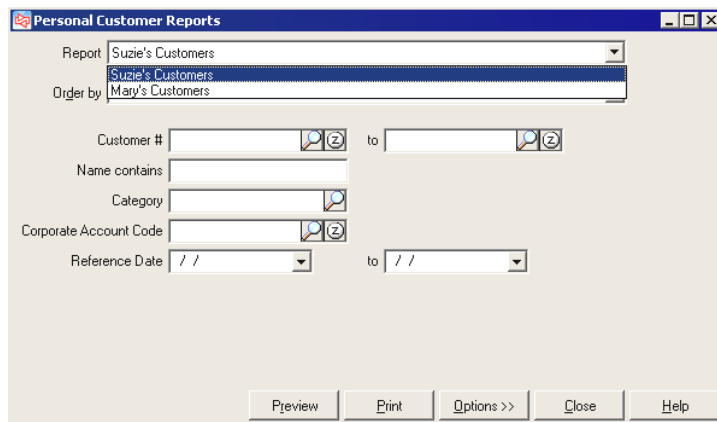 Personal Customer Reports
Report Suzie's Customers
Suzie's Customers
Order by Mary's Customers
Customer # Z to Z
Name contains
Category
Corporate Account Code Z
Reference Date / / to / /
Preview Print Options >> Close Help